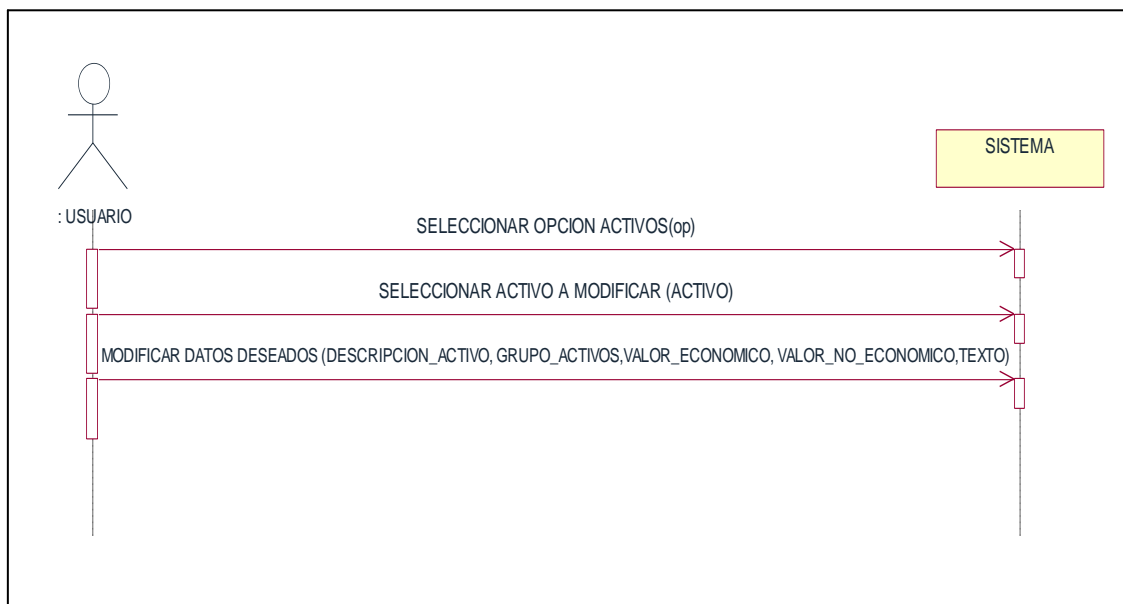 SISTEMA
: USUARIO
SELECCIONAR OPCION ACTIVOS(op)
SELECCIONAR ACTIVO A MODIFICAR (ACTIVO)
MODIFICAR DATOS DESEADOS (DESCRIPCION_ACTIVO, GRUPO_ACTIVOS,VALOR_ECONOMICO, VALOR_NO_ECONOMICO,TEXTO)